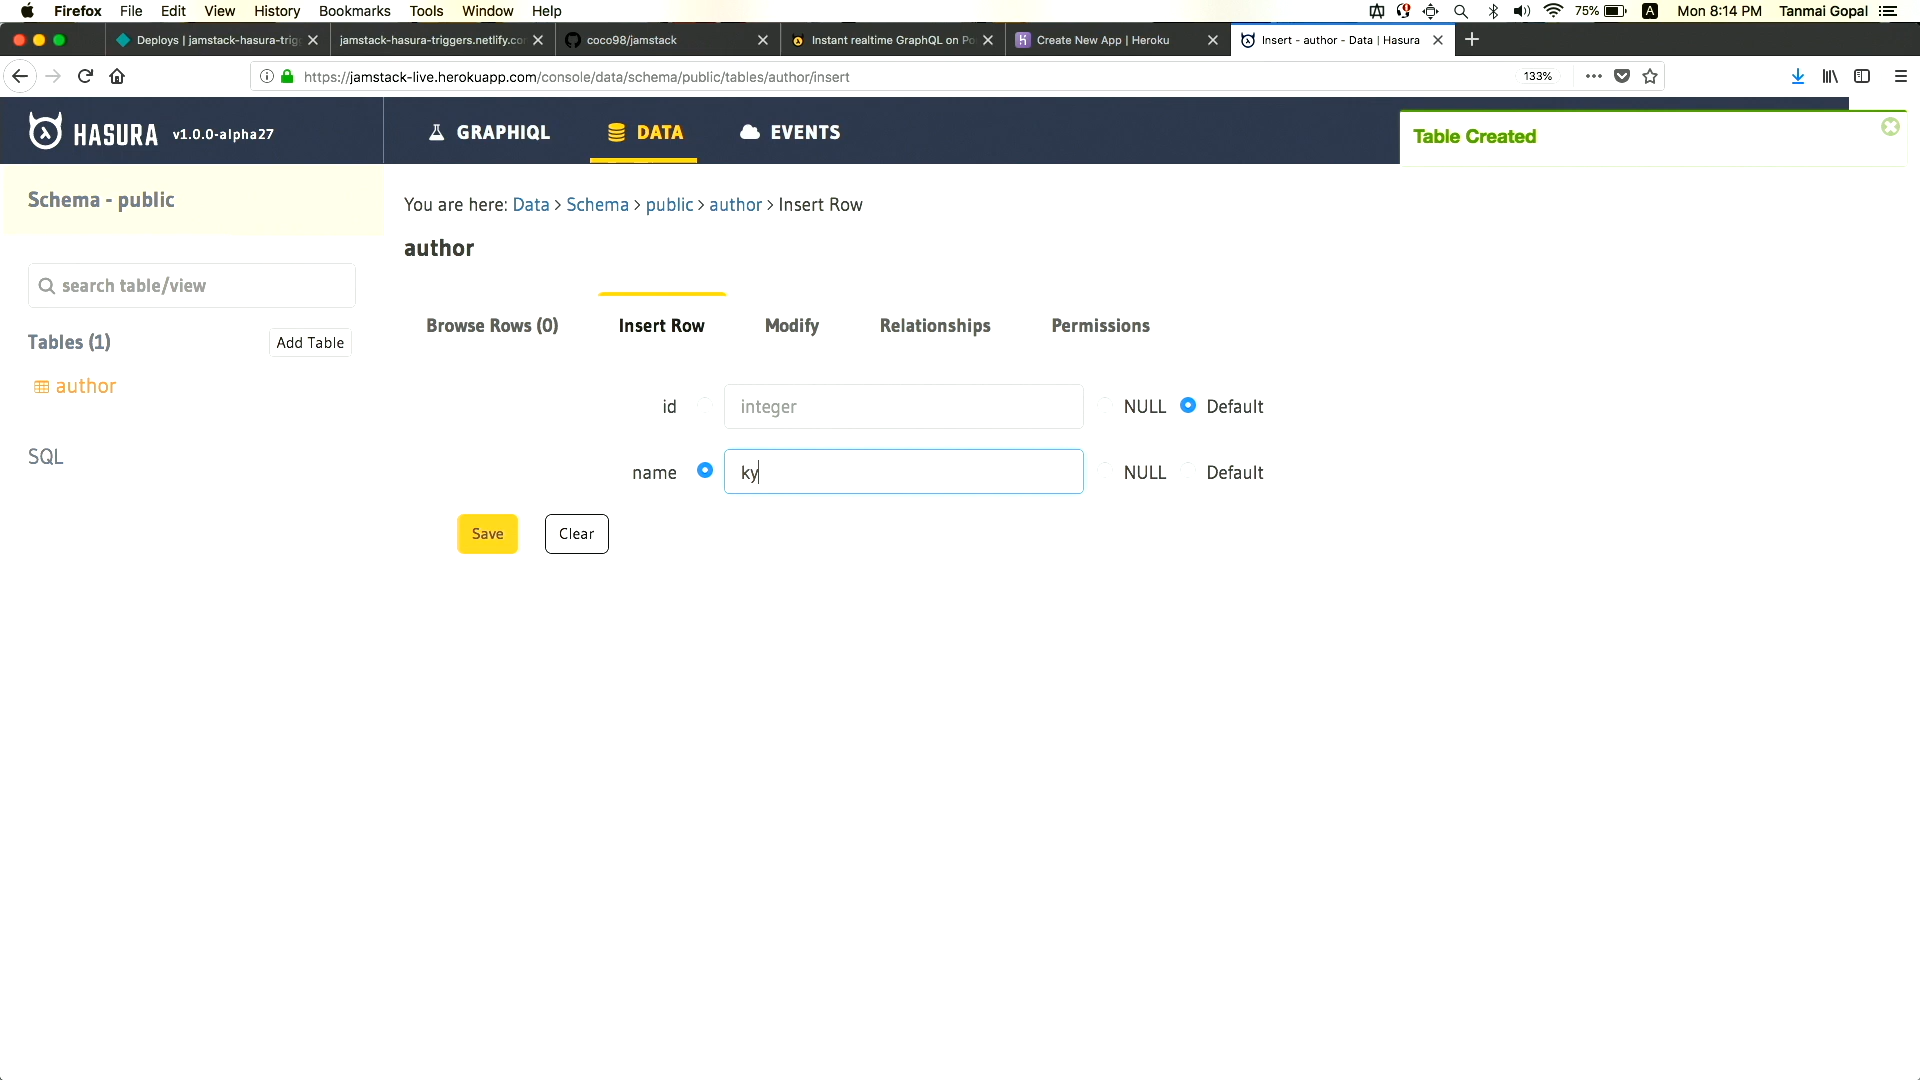 Firefox File Edit View History Bookmarks Tools Window Help 75% A Mon 8:14 PM Tanmai Gopal
Deploys | jamstack-hasura-trig jamstack-hasura-triggers.netlify.co coco98/jamstack Instant realtime GraphQL on Po Create New App | Heroku Insert - author - Data | Hasura
https://jamstack-live.herokuapp.com/console/data/schema/public/tables/author/insert 133%
HASURA v1.0.0-alpha27 GRAPHIQL DATA EVENTS Table Created
Schema - public
You are here: Data > Schema > public > author > Insert Row
author
search table/view
Browse Rows (0) Insert Row Modify Relationships Permissions
Tables (1) Add Table
author
id integer NULL Default
SQL
name ky NULL Default
Save Clear